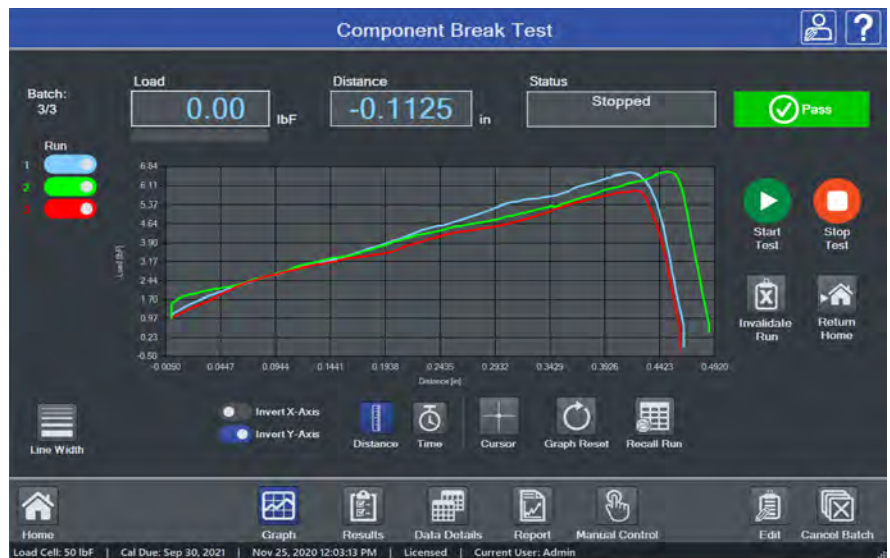 Component Break Test
?
Batch:
3/3
Load
0.00
lbF
Distance
-0.1125
in
Status
Stopped
Pass
Run
1
2
3
6.84
6.11
5.37
4.64
3.90
3.17
2.44
1.70
0.97
0.23
-0.50
Load [lbF]
-0.0050
0.0447
0.0944
0.1441
0.1938
0.2435
0.2932
0.3429
0.3926
0.4423
0.4920
Distance [in]
Start
Test
Stop
Test
Invalidate
Run
Return
Home
Line Width
Invert X-Axis
Invert Y-Axis
Distance
Time
Cursor
Graph Reset
Recall Run
Home
Graph
Results
Data Details
Report
Manual Control
Edit
Cancel Batch
Load Cell: 50 lbF | Cal Due: Sep 30, 2021 | Nov 25, 2020 12:03:13 PM | Licensed | Current User: Admin